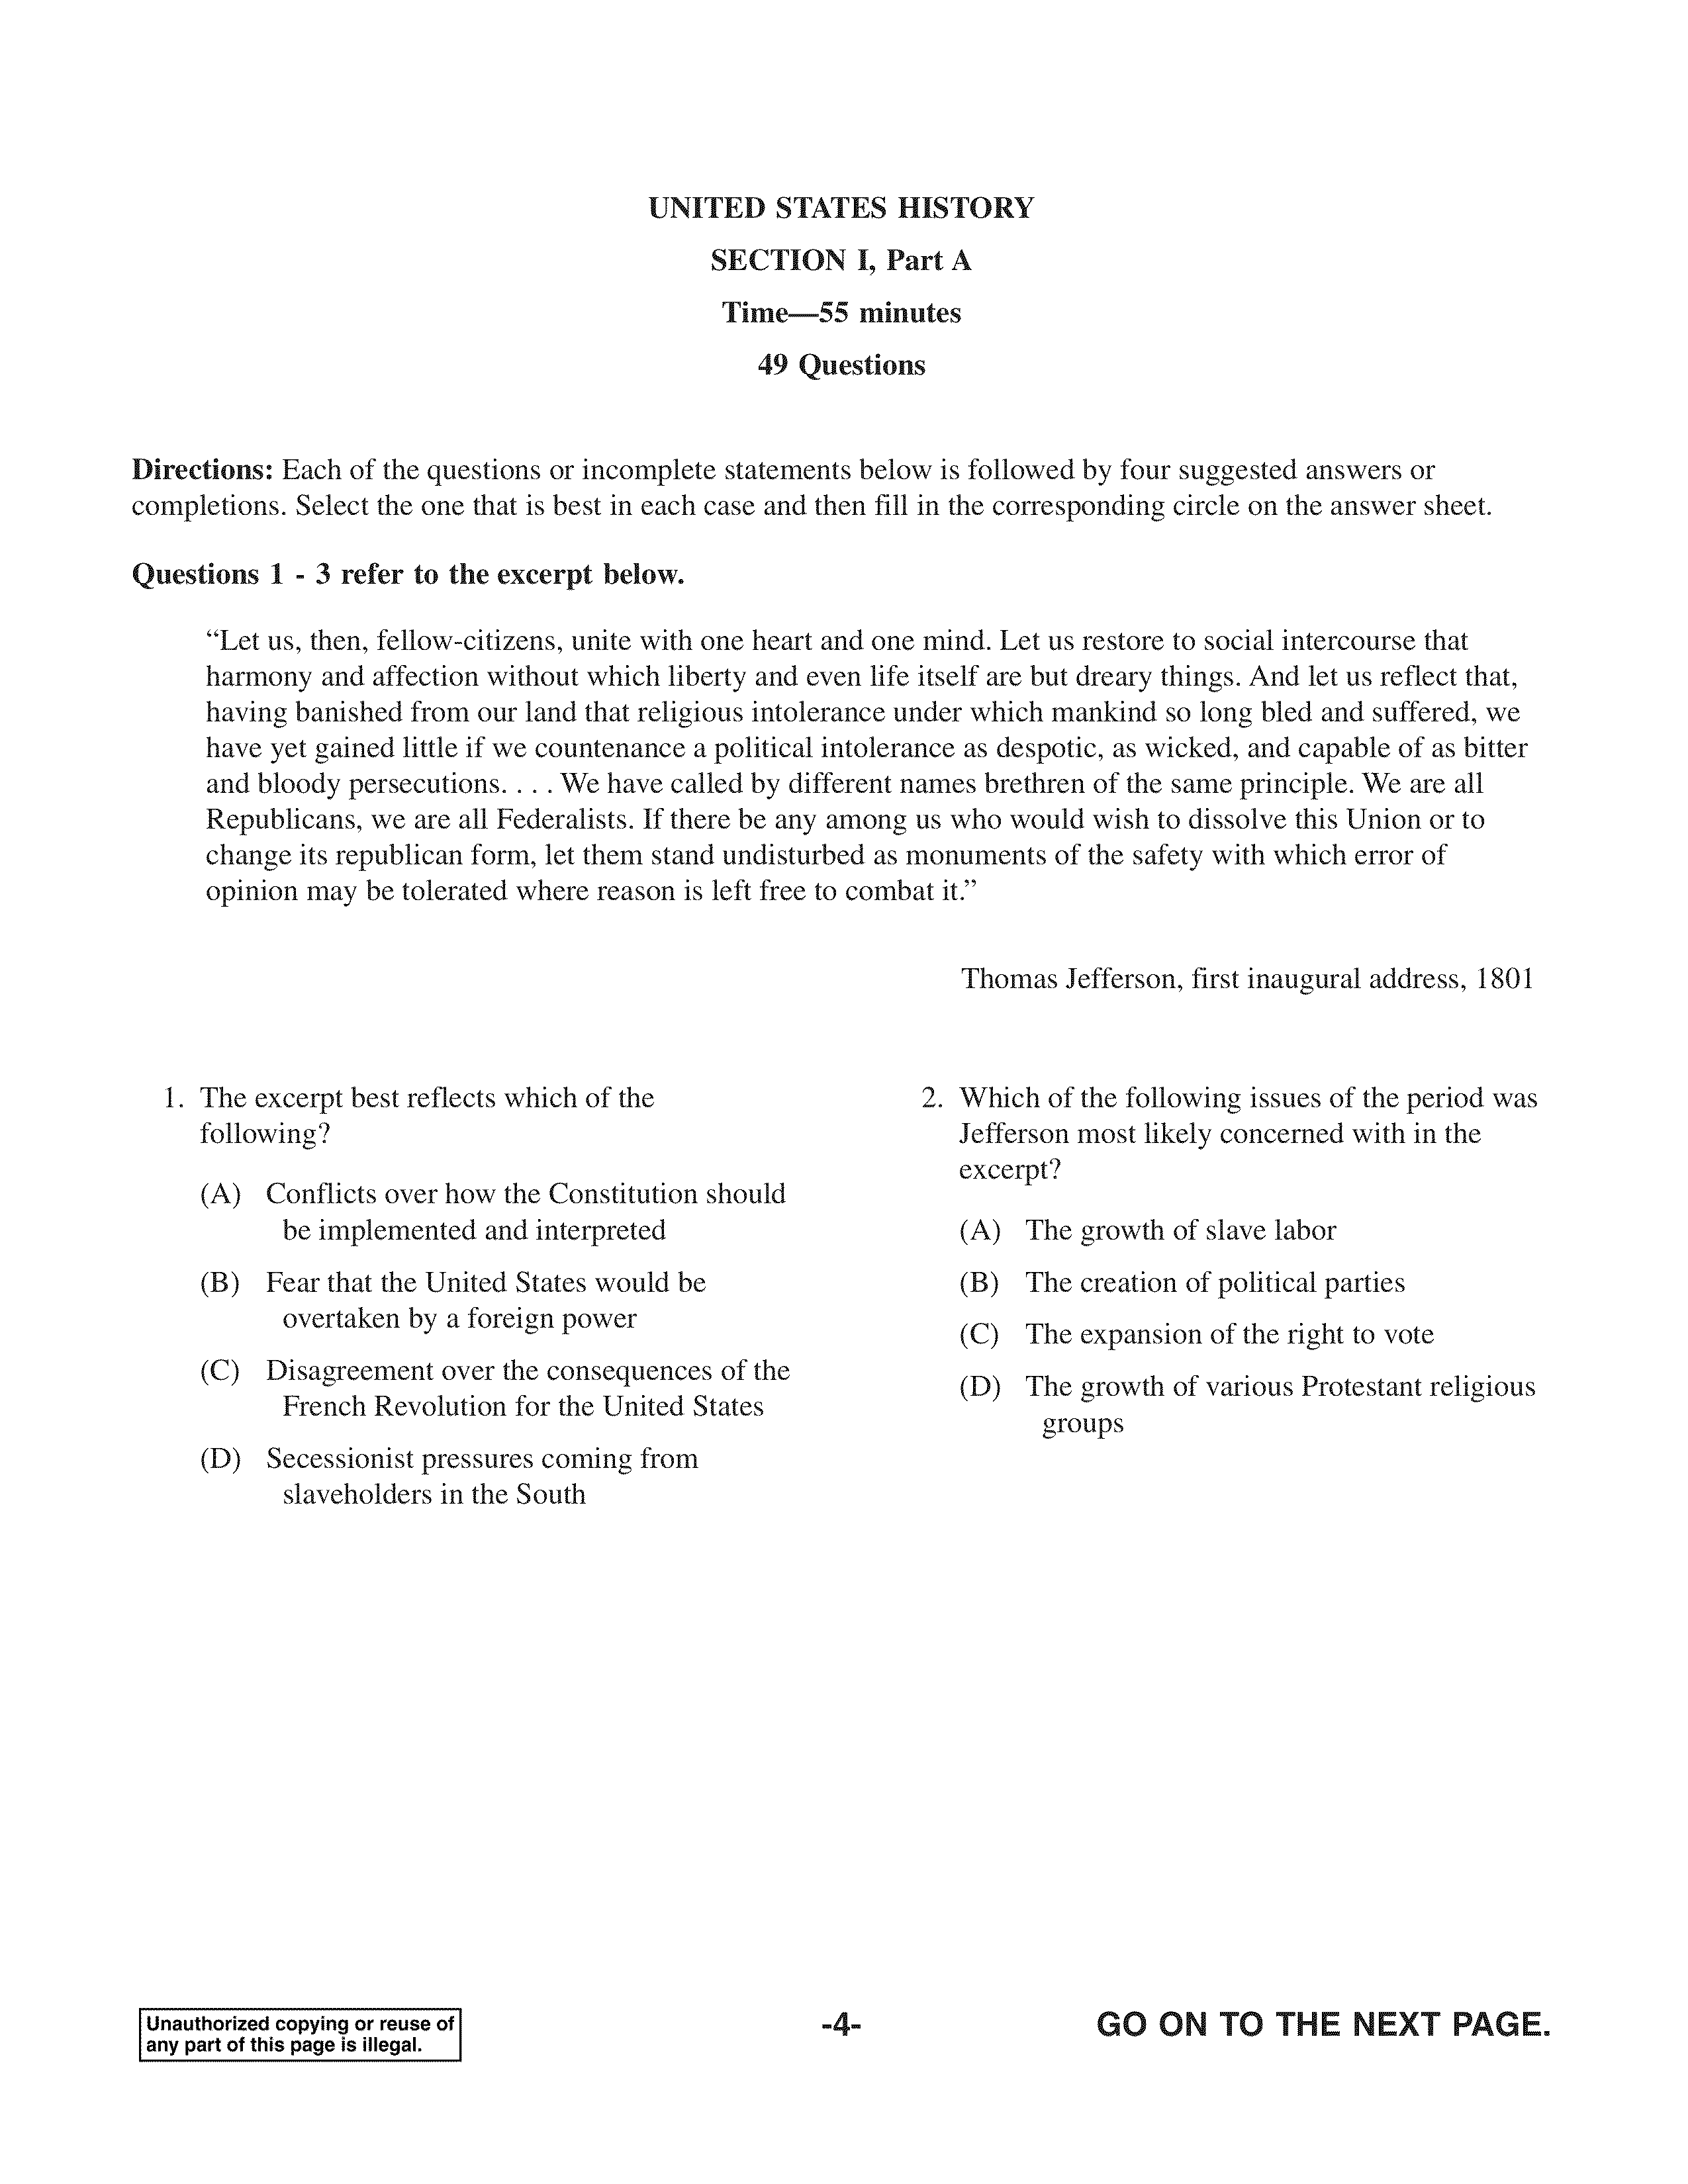 UNITED STATES HISTORY
SECTION I, Part A
Time—55 minutes
49 Questions
Directions: Each of the questions or incomplete statements below is followed by four suggested answers or
completions. Select the one that is best in each case and then fill in the corresponding circle on the answer sheet.
Questions 1 - 3 refer to the excerpt below.
“Let us, then, fellow-citizens, unite with one heart and one mind. Let us restore to social intercourse that
harmony and affection without which liberty and even life itself are but dreary things. And let us reflect that,
having banished from our land that religious intolerance under which mankind so long bled and suffered, we
have yet gained little if we countenance a political intolerance as despotic, as wicked, and capable of as bitter
and bloody persecutions. . . . We have called by different names brethren of the same principle. We are all
Republicans, we are all Federalists. If there be any among us who would wish to dissolve this Union or to
change its republican form, let them stand undisturbed as monuments of the safety with which error of
opinion may be tolerated where reason is left free to combat it.”
Thomas Jefferson, first inaugural address, 1801
1. The excerpt best reflects which of the
following?
(A) Conflicts over how the Constitution should
be implemented and interpreted
(B) Fear that the United States would be
overtaken by a foreign power
(C) Disagreement over the consequences of the
French Revolution for the United States
(D) Secessionist pressures coming from
slaveholders in the South
2. Which of the following issues of the period was
Jefferson most likely concerned with in the
excerpt?
(A) The growth of slave labor
(B) The creation of political parties
(C) The expansion of the right to vote
(D) The growth of various Protestant religious
groups
Unauthorized copying or reuse of
any part of this page is illegal.
-4-
GO ON TO THE NEXT PAGE.